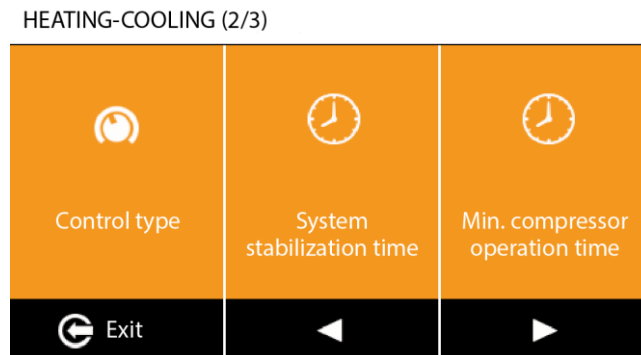 HEATING-COOLING (2/3)
Control type
System
stabilization time
Min. compressor
operation time
Exit